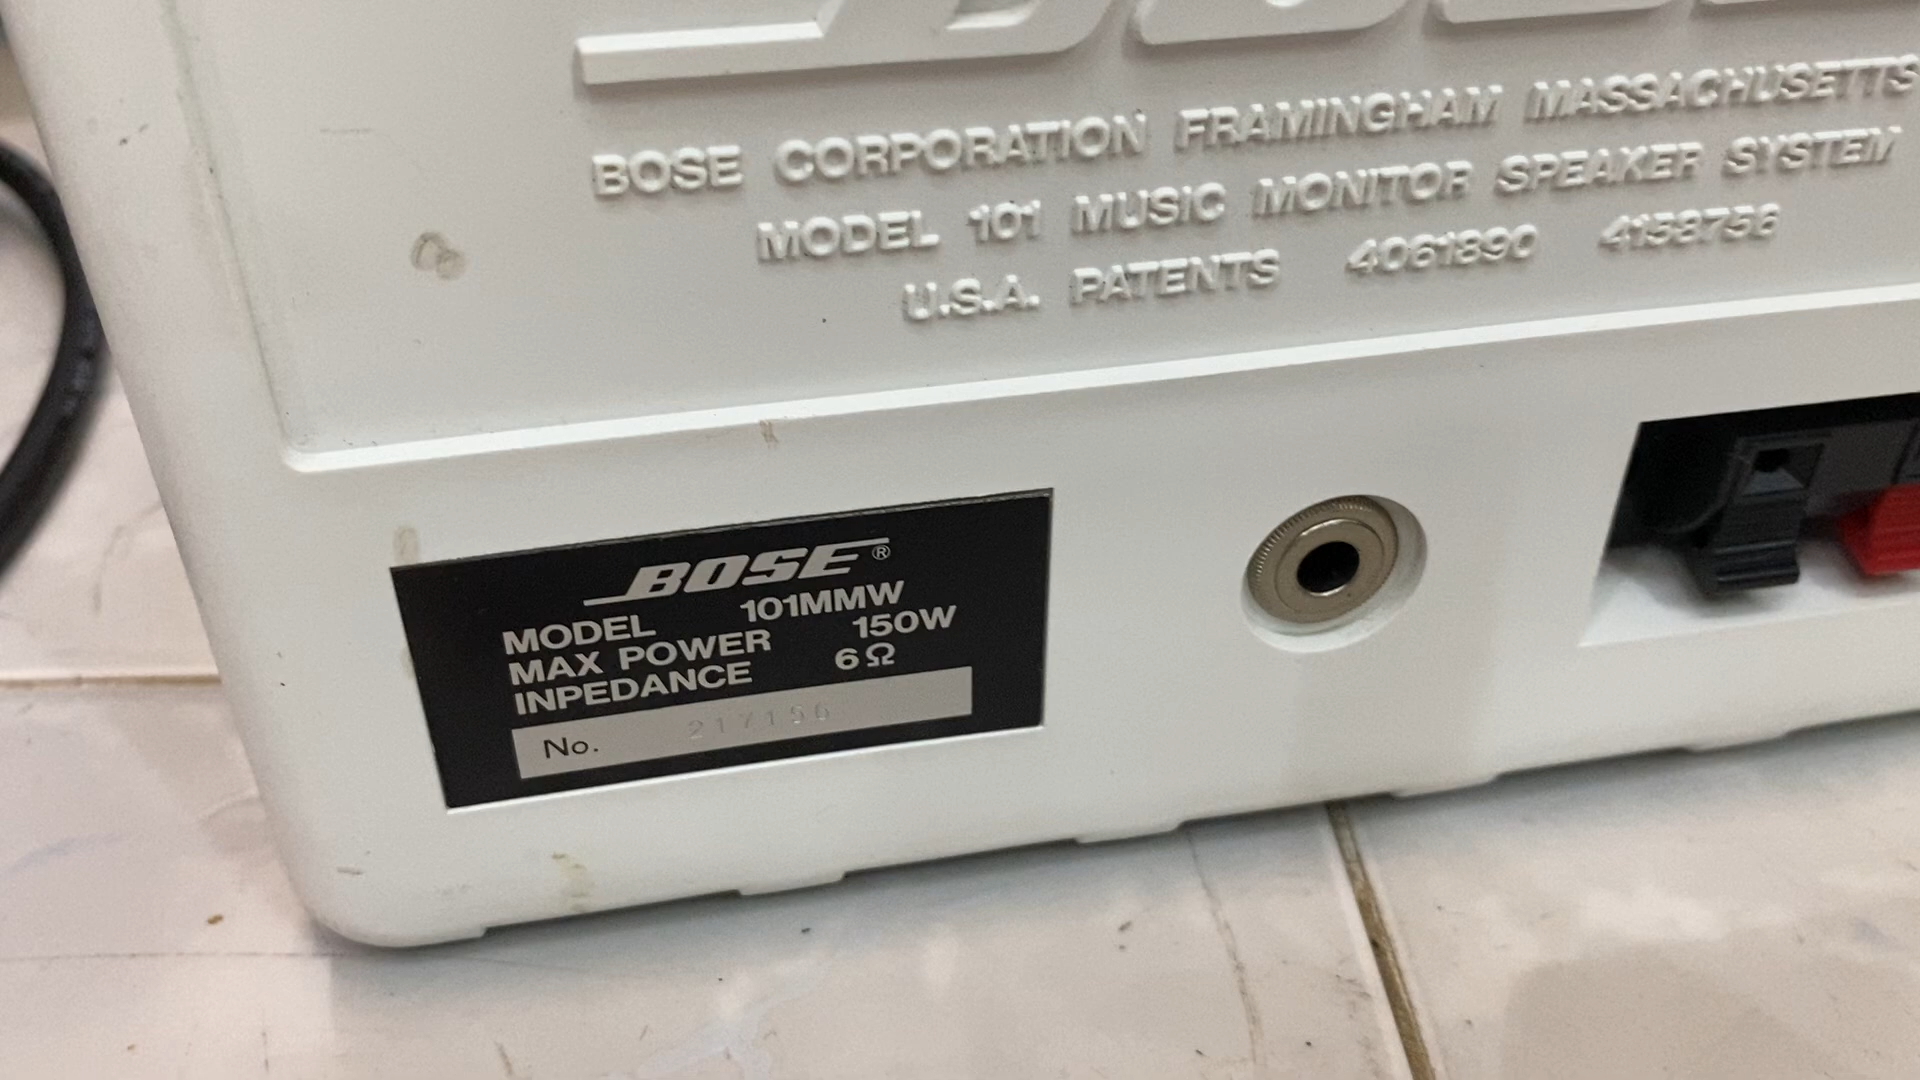 BOSE CORPORATION FRAMINGHAM MASSACHUSETTS
MODEL 101 MUSIC MONITOR SPEAKER SYSTEM
U.S.A. PATENTS 4061890 4158756
BOSE®
MODEL 101MMW
MAX POWER 150W
INPEDANCE 6Ω
No. 217156